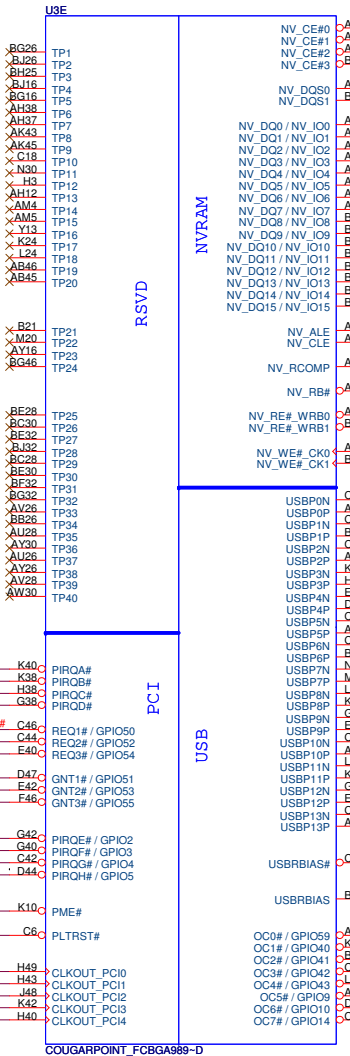 U3E
BG26 TP1
BJ26 TP2
BH25 TP3
BJ16 TP4
BG16 TP5
AH38 TP6
AH37 TP7
AK43 TP8
AK45 TP9
C18 TP10
N30 TP11
H3 TP12
AH12 TP13
AM4 TP14
AM5 TP15
Y13 TP16
K24 TP17
L24 TP18
AB46 TP19
AB45 TP20
B21 TP21
M20 TP22
AY16 TP23
BG46 TP24
BE28 TP25
BC30 TP26
BE32 TP27
BJ32 TP28
BC28 TP29
BE30 TP30
BF32 TP31
BG32 TP32
AV26 TP33
BB26 TP34
AU28 TP35
AY30 TP36
AU26 TP37
AY26 TP38
AV28 TP39
AW30 TP40
RSVD
K40 PIRQA#
K38 PIRQB#
H38 PIRQC#
G38 PIRQD#
C46 REQ1# / GPIO50
C44 REQ2# / GPIO52
E40 REQ3# / GPIO54
D47 GNT1# / GPIO51
E42 GNT2# / GPIO53
F46 GNT3# / GPIO55
G42 PIRQE# / GPIO2
G40 PIRQF# / GPIO3
C42 PIRQG# / GPIO4
D44 PIRQH# / GPIO5
K10 PME#
C6 PLTRST#
H49 CLKOUT_PCI0
H43 CLKOUT_PCI1
J48 CLKOUT_PCI2
K42 CLKOUT_PCI3
H40 CLKOUT_PCI4
PCI
NVRAM
NV_CE#0
NV_CE#1
NV_CE#2
NV_CE#3
NV_DQS0
NV_DQS1
NV_DQ0 / NV_IO0
NV_DQ1 / NV_IO1
NV_DQ2 / NV_IO2
NV_DQ3 / NV_IO3
NV_DQ4 / NV_IO4
NV_DQ5 / NV_IO5
NV_DQ6 / NV_IO6
NV_DQ7 / NV_IO7
NV_DQ8 / NV_IO8
NV_DQ9 / NV_IO9
NV_DQ10 / NV_IO10
NV_DQ11 / NV_IO11
NV_DQ12 / NV_IO12
NV_DQ13 / NV_IO13
NV_DQ14 / NV_IO14
NV_DQ15 / NV_IO15
NV_ALE
NV_CLE
NV_RCOMP
NV_RB#
NV_RE#_WRB0
NV_RE#_WRB1
NV_WE#_CK0
NV_WE#_CK1
USB
USBP0N
USBP0P
USBP1N
USBP1P
USBP2N
USBP2P
USBP3N
USBP3P
USBP4N
USBP4P
USBP5N
USBP5P
USBP6N
USBP6P
USBP7N
USBP7P
USBP8N
USBP8P
USBP9N
USBP9P
USBP10N
USBP10P
USBP11N
USBP11P
USBP12N
USBP12P
USBP13N
USBP13P
USBRBIAS#
USBRBIAS
OC0# / GPIO59
OC1# / GPIO40
OC2# / GPIO41
OC3# / GPIO42
OC4# / GPIO43
OC5# / GPIO9
OC6# / GPIO10
OC7# / GPIO14
COUGARPOINT_FCBGA989~D